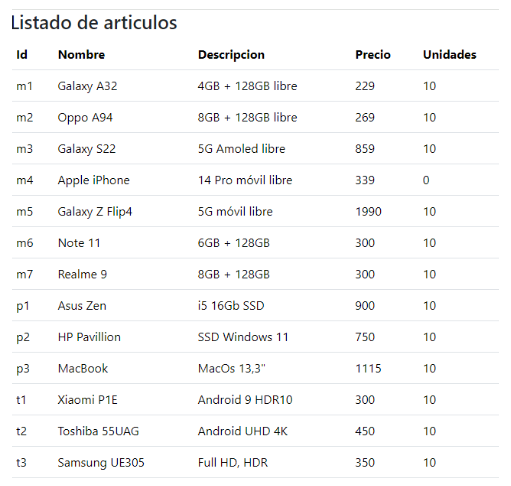 Listado de articulos
Id Nombre Descripcion Precio Unidades
m1 Galaxy A32 4GB + 128GB libre 229 10
m2 Oppo A94 8GB + 128GB libre 269 10
m3 Galaxy S22 5G Amoled libre 859 10
m4 Apple iPhone 14 Pro móvil libre 339 0
m5 Galaxy Z Flip4 5G móvil libre 1990 10
m6 Note 11 6GB + 128GB 300 10
m7 Realme 9 8GB + 128GB 300 10
p1 Asus Zen i5 16Gb SSD 900 10
p2 HP Pavillion SSD Windows 11 750 10
p3 MacBook MacOs 13,3" 1115 10
t1 Xiaomi P1E Android 9 HDR10 300 10
t2 Toshiba 55UAG Android UHD 4K 450 10
t3 Samsung UE305 Full HD, HDR 350 10